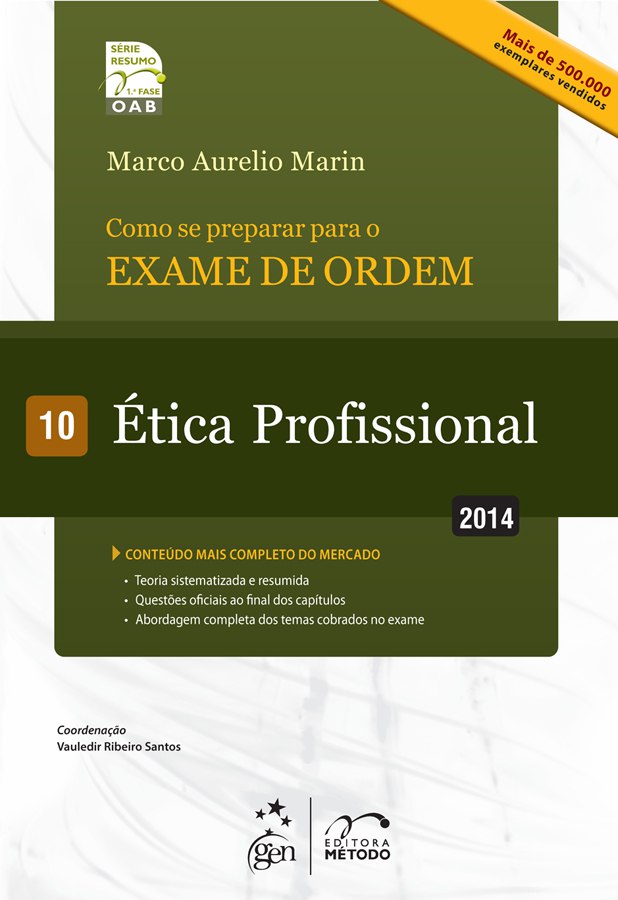 SÉRIE
RESUMO
1.ª FASE
OAB
Mais de 500.000
exemplares vendidos
Marco Aurelio Marin
Como se preparar para o
EXAME DE ORDEM
10
Ética Profissional
2014
CONTEÚDO MAIS COMPLETO DO MERCADO
• Teoria sistematizada e resumida
• Questões oficiais ao final dos capítulos
• Abordagem completa dos temas cobrados no exame
Coordenação
Vauledir Ribeiro Santos
gen
EDITORA
MÉTODO